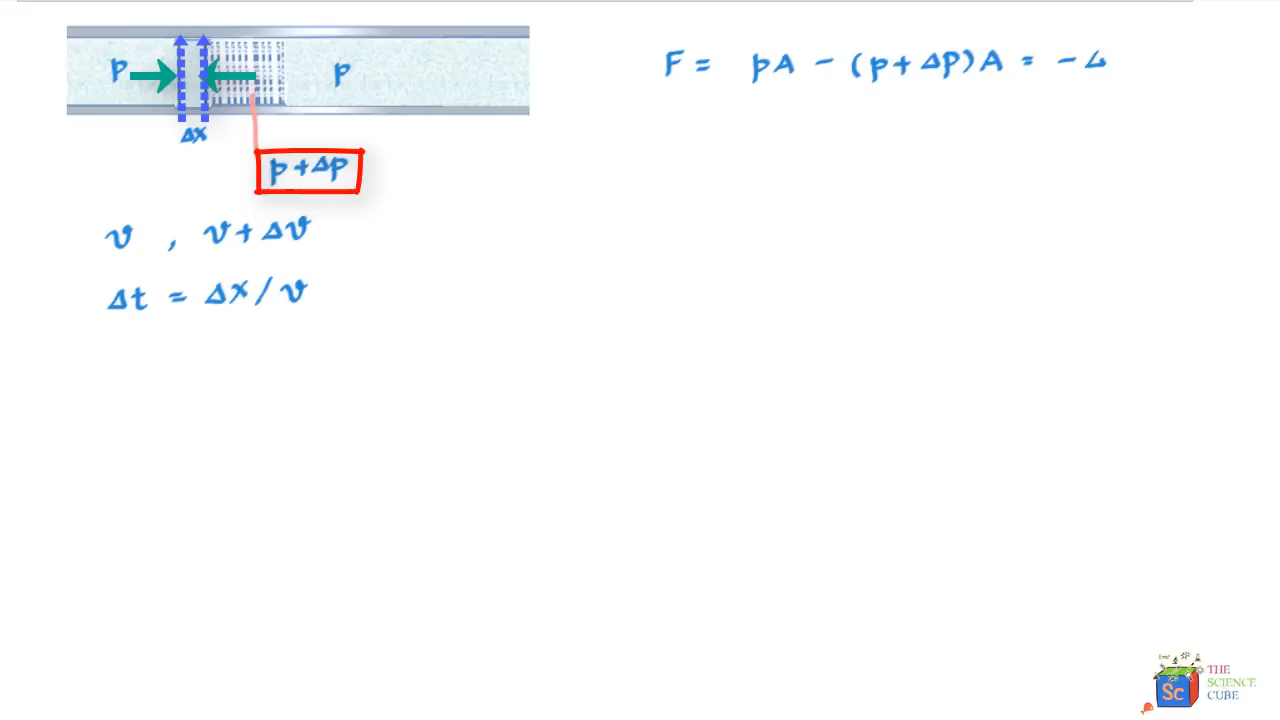 p p
Δx
p + Δp
v , v + Δv
Δt = Δx / v
F = pA - (p + Δp)A = - Δ
Sc THE
SCIENCE
CUBE